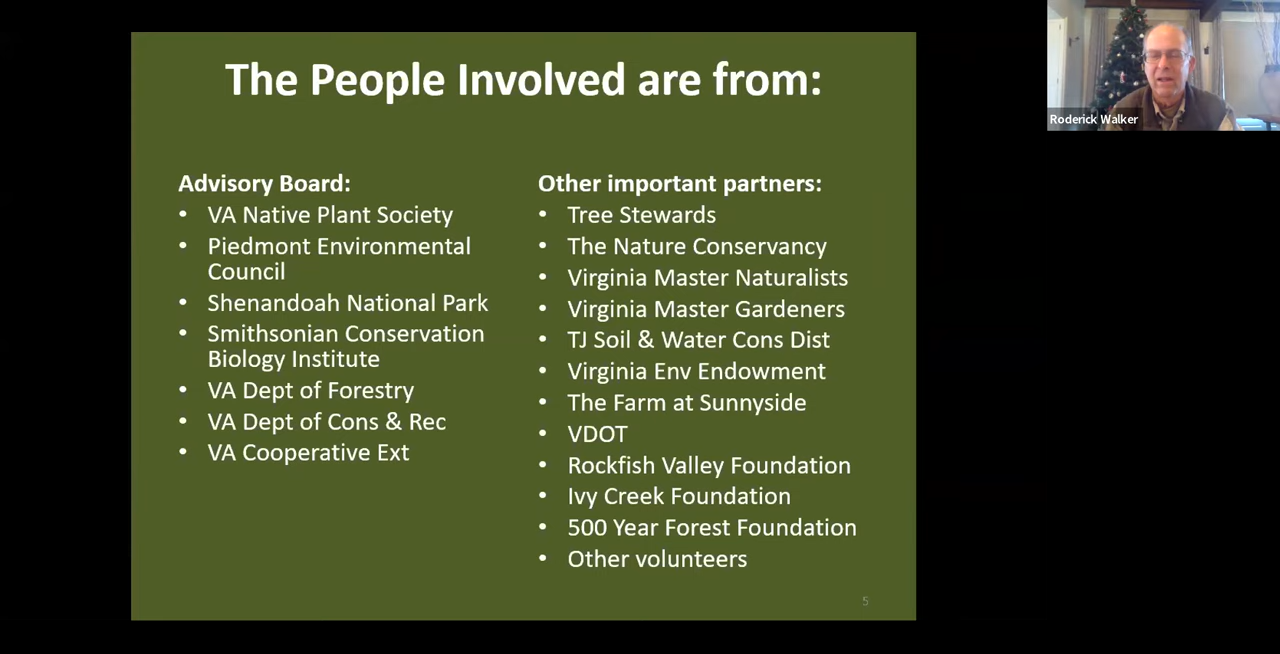 The People Involved are from:
Advisory Board:
• VA Native Plant Society
• Piedmont Environmental
Council
• Shenandoah National Park
• Smithsonian Conservation
Biology Institute
• VA Dept of Forestry
• VA Dept of Cons & Rec
• VA Cooperative Ext
Other important partners:
• Tree Stewards
• The Nature Conservancy
• Virginia Master Naturalists
• Virginia Master Gardeners
• TJ Soil & Water Cons Dist
• Virginia Env Endowment
• The Farm at Sunnyside
• VDOT
• Rockfish Valley Foundation
• Ivy Creek Foundation
• 500 Year Forest Foundation
• Other volunteers
5
Roderick Walker